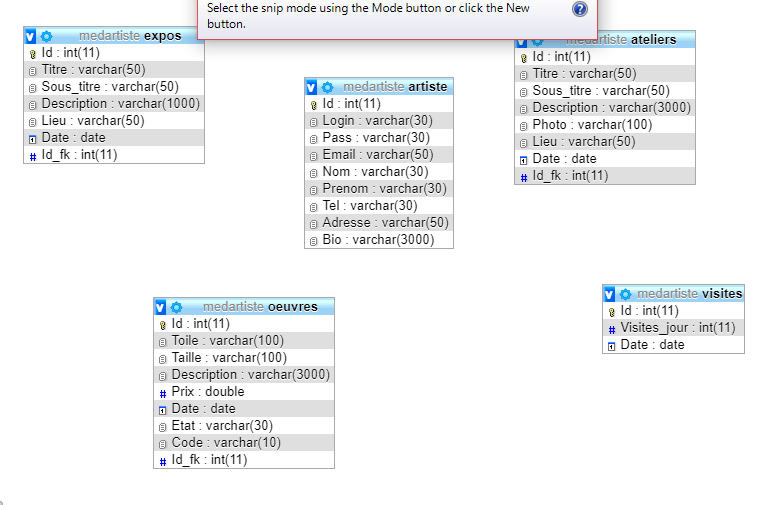 Select the snip mode using the Mode button or click the New
button.
medartiste expos
Id : int(11)
Titre : varchar(50)
Sous_titre : varchar(50)
Description : varchar(1000)
Lieu : varchar(50)
Date : date
Id_fk : int(11)
medartiste artiste
Id : int(11)
Login : varchar(30)
Pass : varchar(30)
Email : varchar(50)
Nom : varchar(30)
Prenom : varchar(30)
Tel : varchar(30)
Adresse : varchar(50)
Bio : varchar(3000)
medartiste ateliers
Id : int(11)
Titre : varchar(50)
Sous_titre : varchar(50)
Description : varchar(3000)
Photo : varchar(100)
Lieu : varchar(50)
Date : date
Id_fk : int(11)
medartiste oeuvres
Id : int(11)
Toile : varchar(100)
Taille : varchar(100)
Description : varchar(3000)
Prix : double
Date : date
Etat : varchar(30)
Code : varchar(10)
Id_fk : int(11)
medartiste visites
Id : int(11)
Visites_jour : int(11)
Date : date